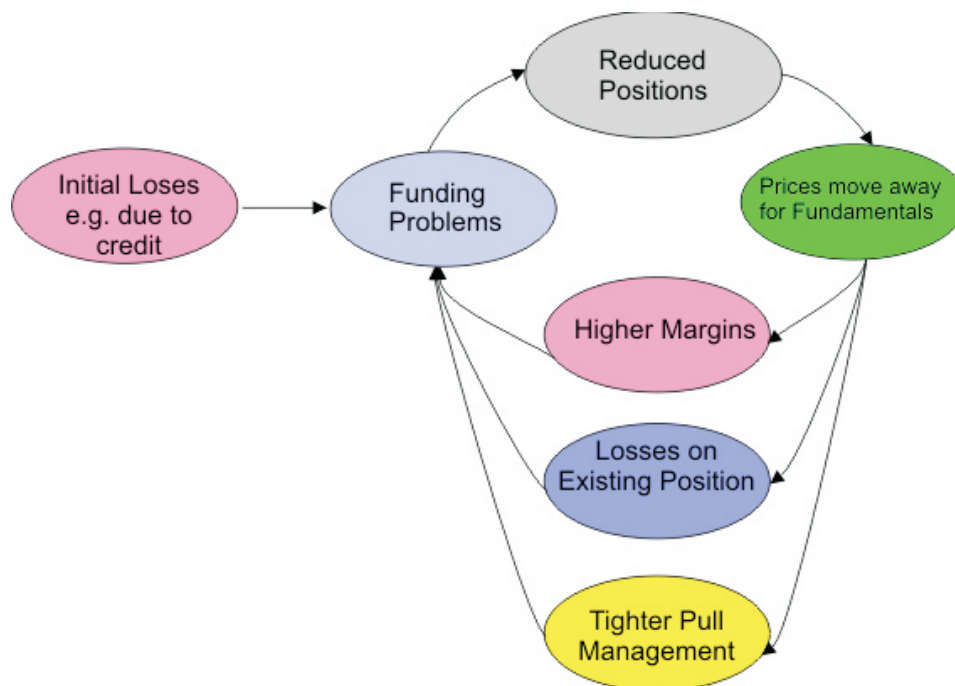 Reduced
Positions
Initial Loses
e.g. due to
credit
Funding
Problems
Prices move away
for Fundamentals
Higher Margins
Losses on
Existing Position
Tighter Pull
Management